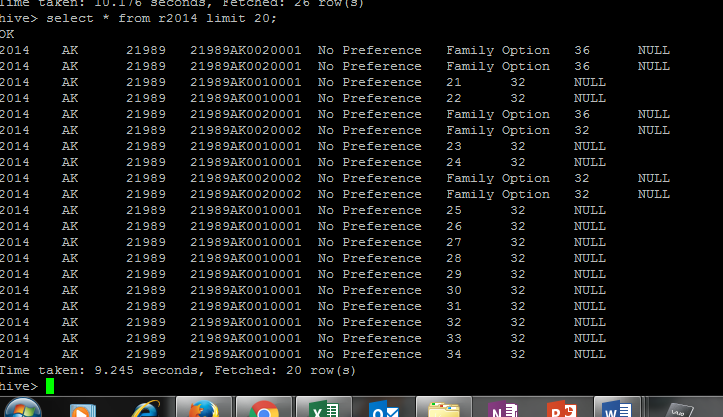 Time taken: 10.176 seconds, Fetched: 26 row(s)
hive> select * from r2014 limit 20;
OK
2014 AK 21989 21989AK0020001 No Preference Family Option 36 NULL
2014 AK 21989 21989AK0020001 No Preference Family Option 36 NULL
2014 AK 21989 21989AK0010001 No Preference 21 32 NULL
2014 AK 21989 21989AK0010001 No Preference 22 32 NULL
2014 AK 21989 21989AK0020001 No Preference Family Option 36 NULL
2014 AK 21989 21989AK0020002 No Preference Family Option 32 NULL
2014 AK 21989 21989AK0010001 No Preference 23 32 NULL
2014 AK 21989 21989AK0010001 No Preference 24 32 NULL
2014 AK 21989 21989AK0020002 No Preference Family Option 32 NULL
2014 AK 21989 21989AK0020002 No Preference Family Option 32 NULL
2014 AK 21989 21989AK0010001 No Preference 25 32 NULL
2014 AK 21989 21989AK0010001 No Preference 26 32 NULL
2014 AK 21989 21989AK0010001 No Preference 27 32 NULL
2014 AK 21989 21989AK0010001 No Preference 28 32 NULL
2014 AK 21989 21989AK0010001 No Preference 29 32 NULL
2014 AK 21989 21989AK0010001 No Preference 30 32 NULL
2014 AK 21989 21989AK0010001 No Preference 31 32 NULL
2014 AK 21989 21989AK0010001 No Preference 32 32 NULL
2014 AK 21989 21989AK0010001 No Preference 33 32 NULL
2014 AK 21989 21989AK0010001 No Preference 34 32 NULL
Time taken: 9.245 seconds, Fetched: 20 row(s)
hive>